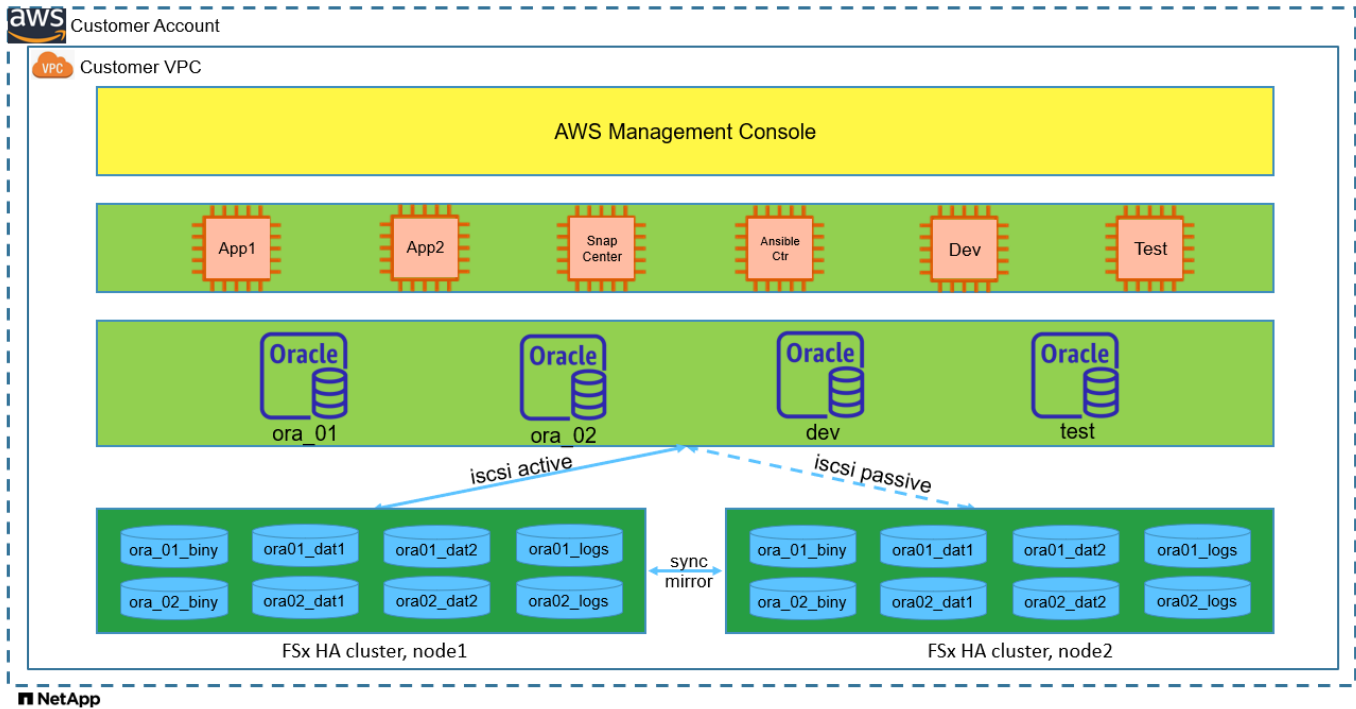 aws
Customer Account
VPC
Customer VPC
AWS Management Console
App1
App2
Snap
Center
Ansible
Ctr
Dev
Test
Oracle
ora_01
Oracle
ora_02
Oracle
dev
Oracle
test
iscsi active
iscsi passive
ora_01_biny
ora01_dat1
ora01_dat2
ora01_logs
ora_02_biny
ora02_dat1
ora02_dat2
ora02_logs
sync
mirror
ora_01_biny
ora01_dat1
ora01_dat2
ora01_logs
ora_02_biny
ora02_dat1
ora02_dat2
ora02_logs
FSx HA cluster, node1
FSx HA cluster, node2
NetApp